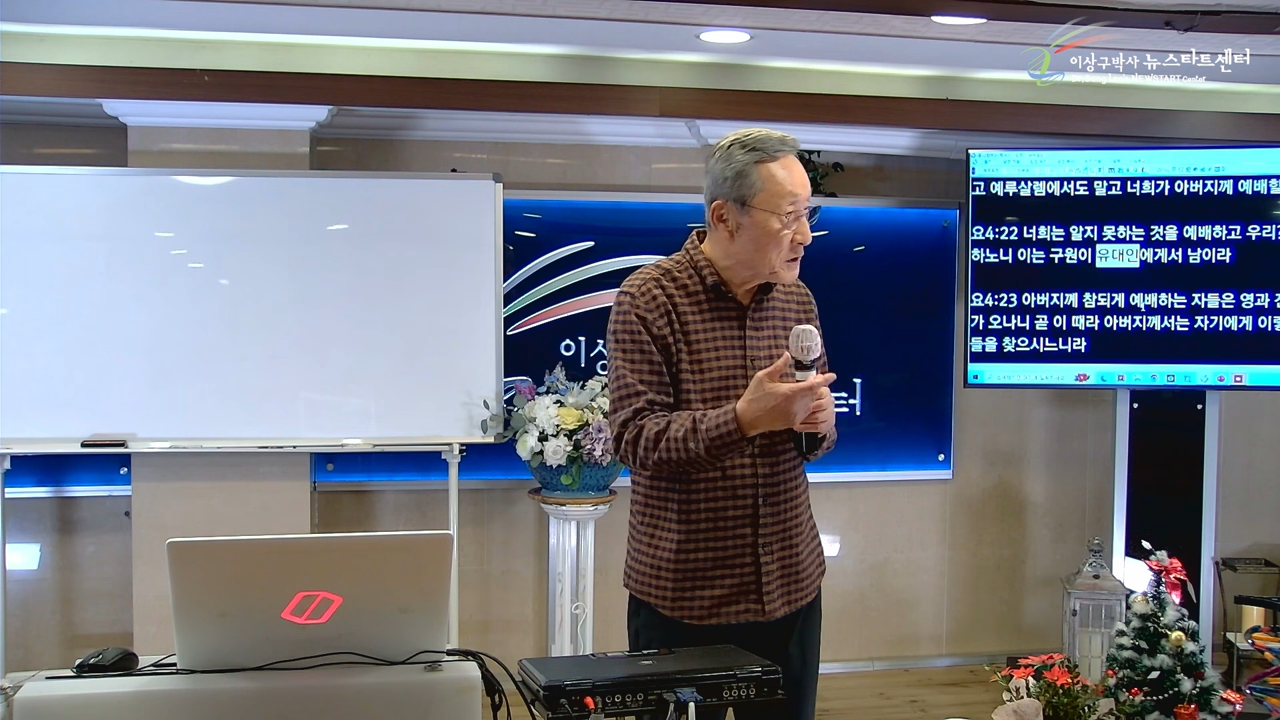 이상구박사 뉴스타트센터
고 예루살렘에서도 말고 너희가 아버지께 예배할
요4:22 너희는 알지 못하는 것을 예배하고 우리
하노니 이는 구원이 유대인에게서 남이라
요4:23 아버지께 참되게 예배하는 자들은 영과
가 오나니 곧 이 때라 아버지께서는 자기에게
들을 찾으시느니라
이상
터